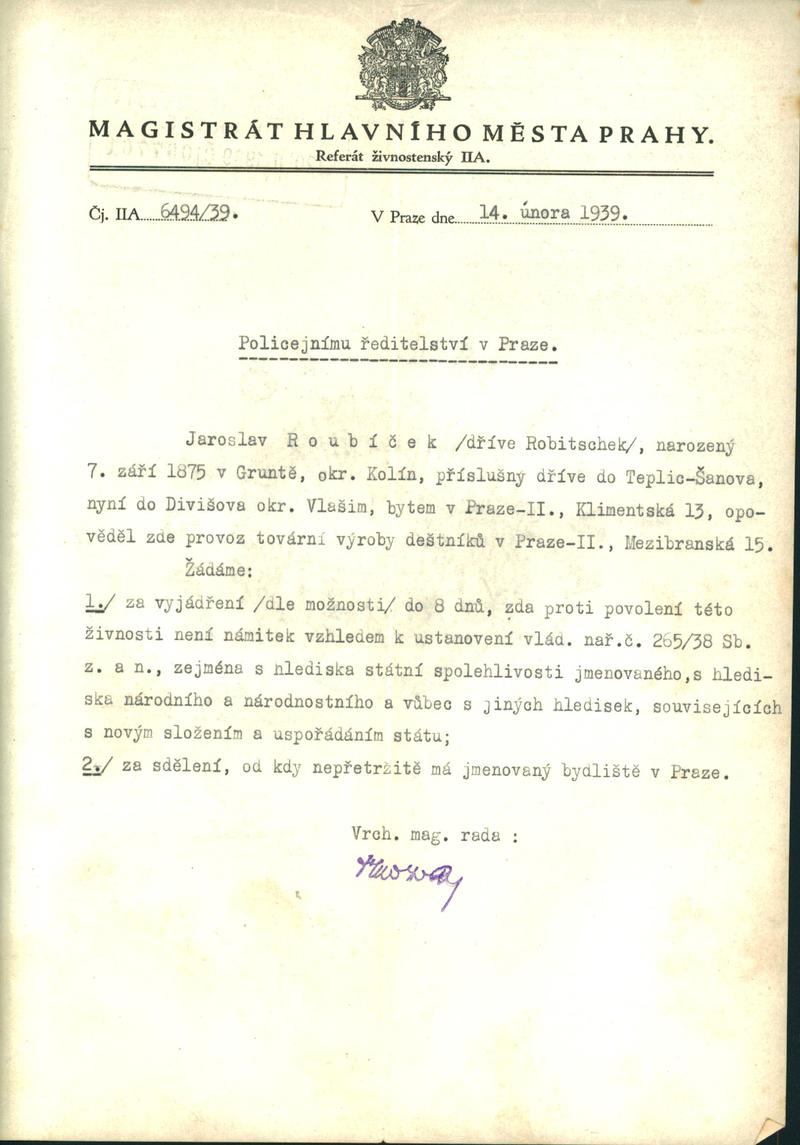 MAGISTRÁT HLAVNÍHO MĚSTA PRAHY.
Referát živnostenský IIA.
Čj. IIA. 6494/39.
V Praze dne 14. února 1939.
Policejnímu ředitelství v Praze.
Jaroslav R o u b í č e k /dříve Robitschek/, narozený
7. září 1875 v Gruntě, okr. Kolín, příslušný dříve do Teplic-Šanova,
nyní do Divišova okr. Vlašim, bytem v Praze-II., Klimentská 13, opo-
věděl zde provoz tovární výroby deštníků v Praze-II., Mezibranská 15.
Žádáme:
1./ za vyjádření /dle možnosti/ do 8 dnů, zda proti povolení této
živnosti není námitek vzhledem k ustanovení vlád. nař.č. 265/38 Sb.
z. a n., zejména s hlediska státní spolehlivosti jmenovaného,s hledi-
ska národního a národnostního a vůbec s jiných hledisek, souvisejících
s novým složením a uspořádáním státu;
2./ za sdělení, od kdy nepřetržitě má jmenovaný bydliště v Praze.
Vrch. mag. rada :